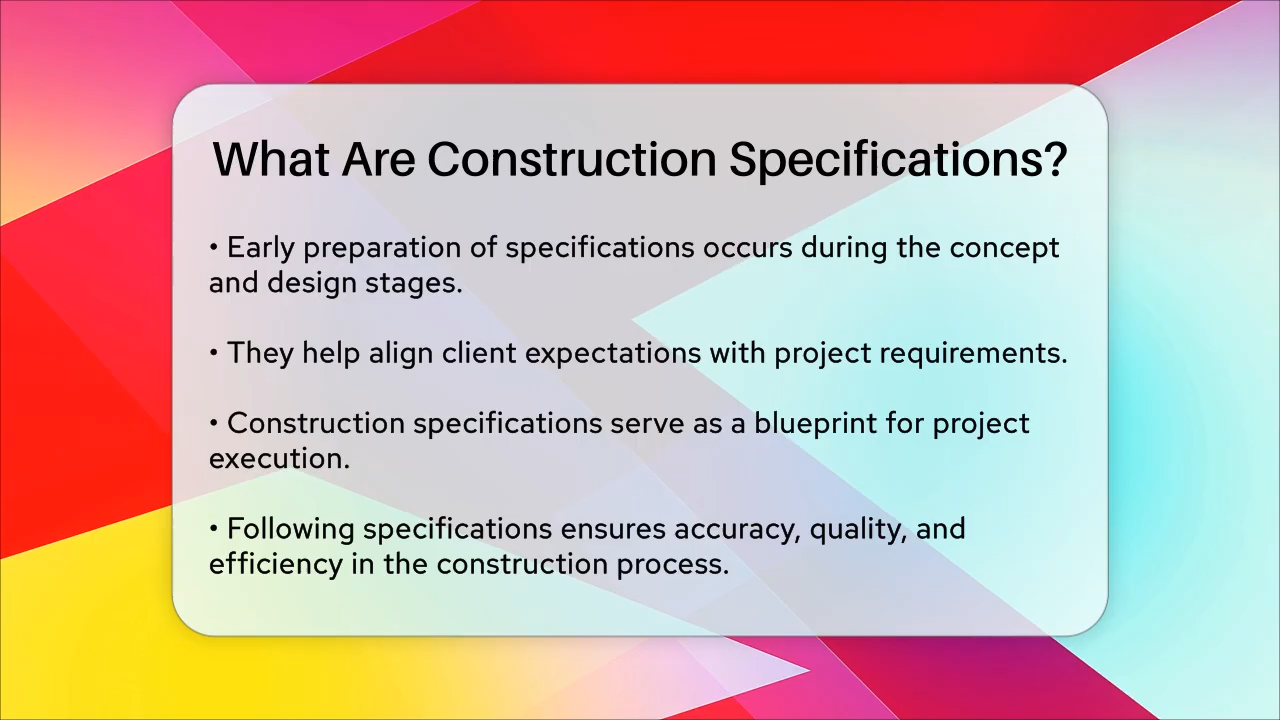 What Are Construction Specifications?
• Early preparation of specifications occurs during the concept
and design stages.
• They help align client expectations with project requirements.
• Construction specifications serve as a blueprint for project
execution.
• Following specifications ensures accuracy, quality, and
efficiency in the construction process.